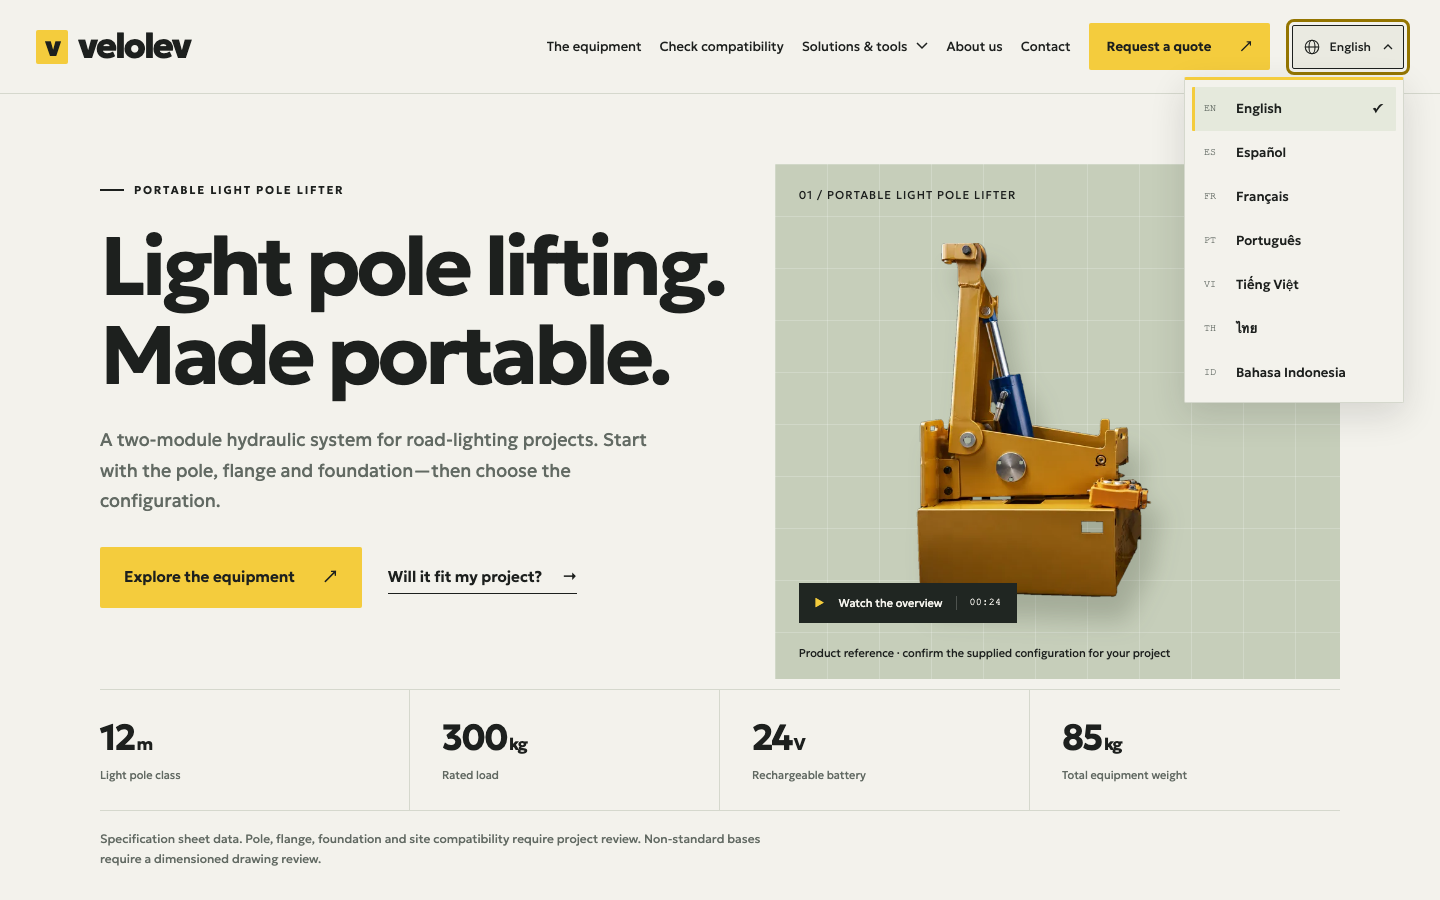 v velolev
The equipment
Check compatibility
Solutions & tools
About us
Contact
Request a quote ↗
English
EN English ✓
ES Español
FR Français
PT Português
VI Tiếng Việt
TH ไทย
ID Bahasa Indonesia
PORTABLE LIGHT POLE LIFTER
Light pole lifting.
Made portable.
A two-module hydraulic system for road-lighting projects. Start
with the pole, flange and foundation—then choose the
configuration.
Explore the equipment ↗
Will it fit my project? →
01 / PORTABLE LIGHT POLE LIFTER
Watch the overview | 00:24
Product reference · confirm the supplied configuration for your project
12m
Light pole class
300kg
Rated load
24V
Rechargeable battery
85kg
Total equipment weight
Specification sheet data. Pole, flange, foundation and site compatibility require project review. Non-standard bases
require a dimensioned drawing review.